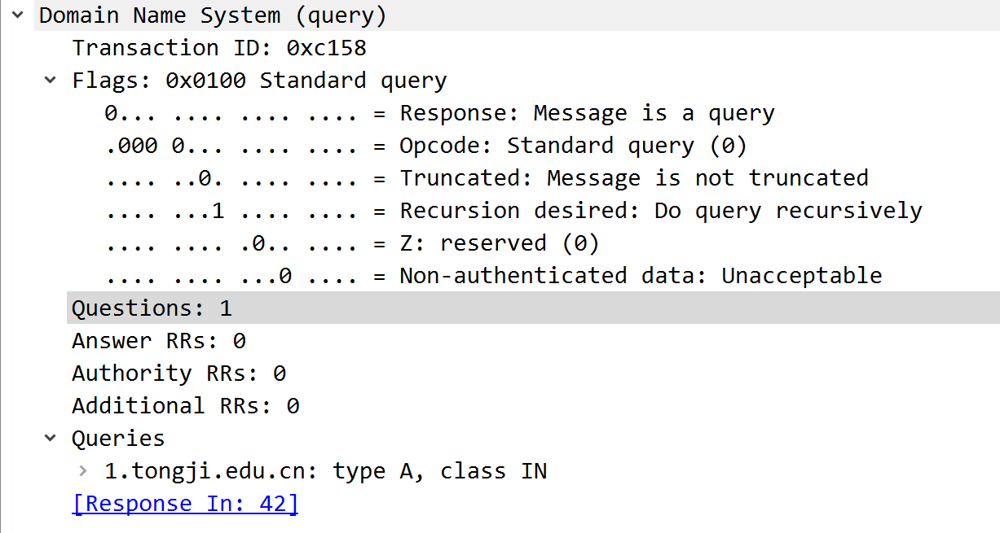 Domain Name System (query)
Transaction ID: 0xc158
Flags: 0x0100 Standard query
0... .... .... .... = Response: Message is a query
.000 0... .... .... = Opcode: Standard query (0)
.... ..0. .... .... = Truncated: Message is not truncated
.... ...1 .... .... = Recursion desired: Do query recursively
.... .... .0.. .... = Z: reserved (0)
.... .... ...0 .... = Non-authenticated data: Unacceptable
Questions: 1
Answer RRs: 0
Authority RRs: 0
Additional RRs: 0
Queries
1.tongji.edu.cn: type A, class IN
[Response In: 42]